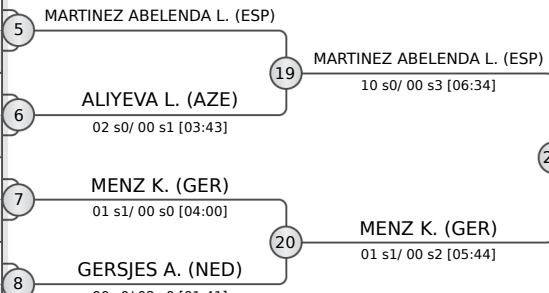 MARTINEZ ABELENDA L. (ESP)
5
19
MARTINEZ ABELENDA L. (ESP)
10 s0/ 00 s3 [06:34]
ALIYEVA L. (AZE)
6
02 s0/ 00 s1 [03:43]
MENZ K. (GER)
7
01 s1/ 00 s0 [04:00]
20
MENZ K. (GER)
01 s1/ 00 s2 [05:44]
GERSJES A. (NED)
8